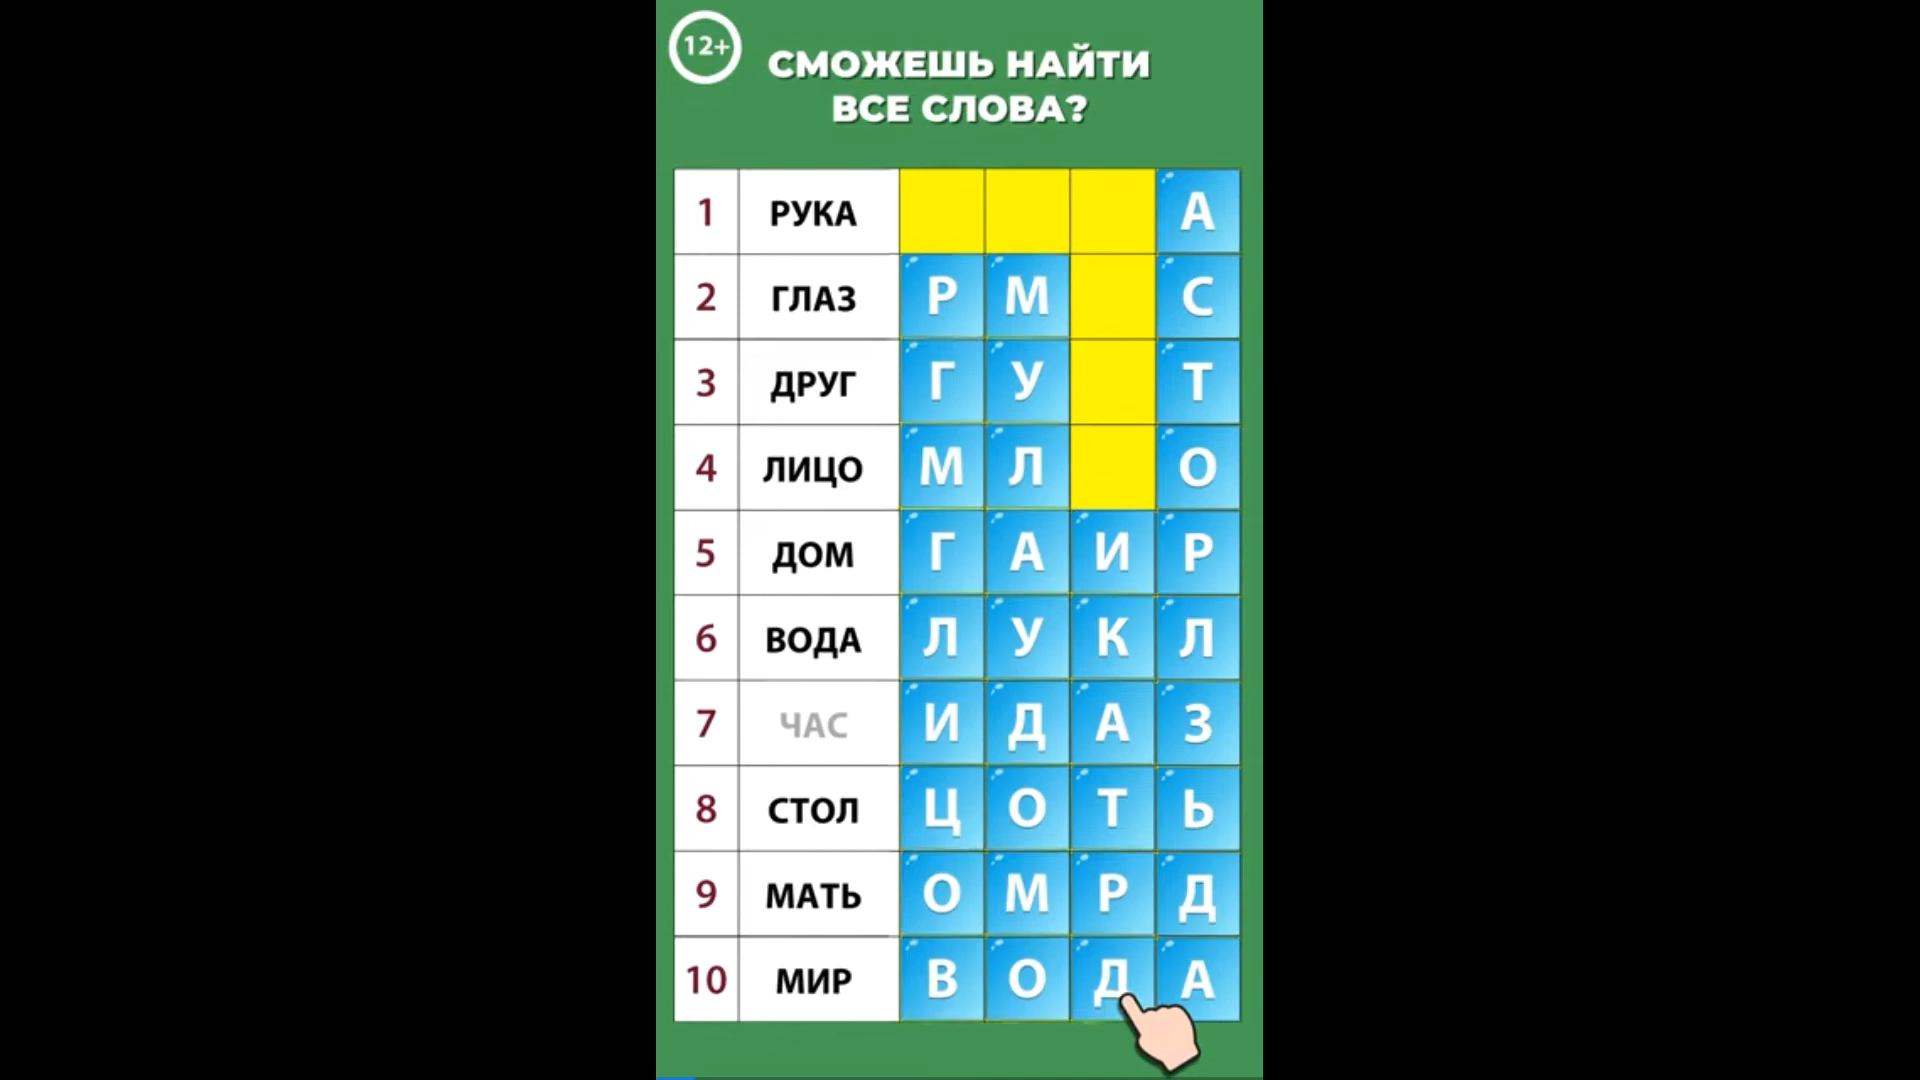 12+
СМОЖЕШЬ НАЙТИ
ВСЕ СЛОВА?
1 РУКА А
2 ГЛАЗ Р М С
3 ДРУГ Г У Т
4 ЛИЦО М Л О
5 ДОМ Г А И Р
6 ВОДА Л У К Л
7 ЧАС И Д А З
8 СТОЛ Ц О Т Ь
9 МАТЬ О М Р Д
10 МИР В О Д А